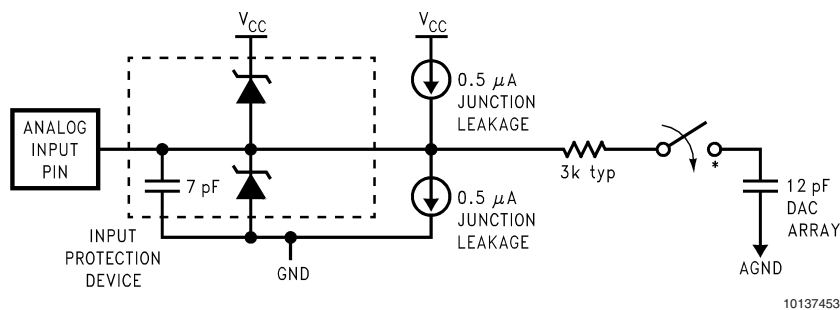 VCC
VCC
0.5 μA
JUNCTION
LEAKAGE
ANALOG
INPUT
PIN
7 pF
3k typ
*
12 pF
DAC
ARRAY
0.5 μA
JUNCTION
LEAKAGE
INPUT
PROTECTION
DEVICE
GND
AGND
10137453